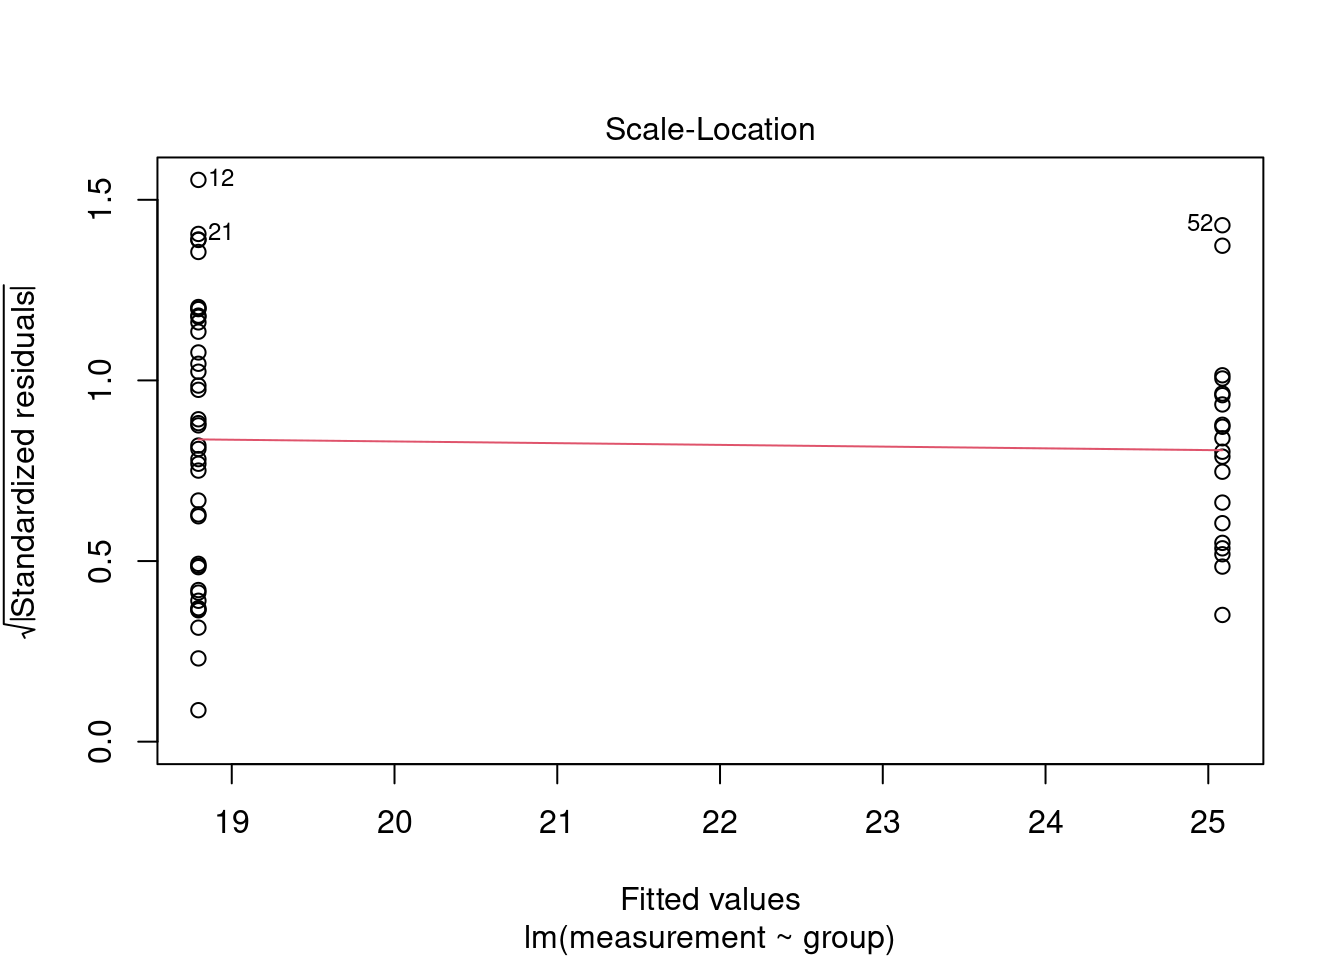 Scale-Location
√|Standardized residuals|
1.5
1.0
0.5
0.0
12
21
52
19 20 21 22 23 24 25
Fitted values
lm(measurement ~ group)